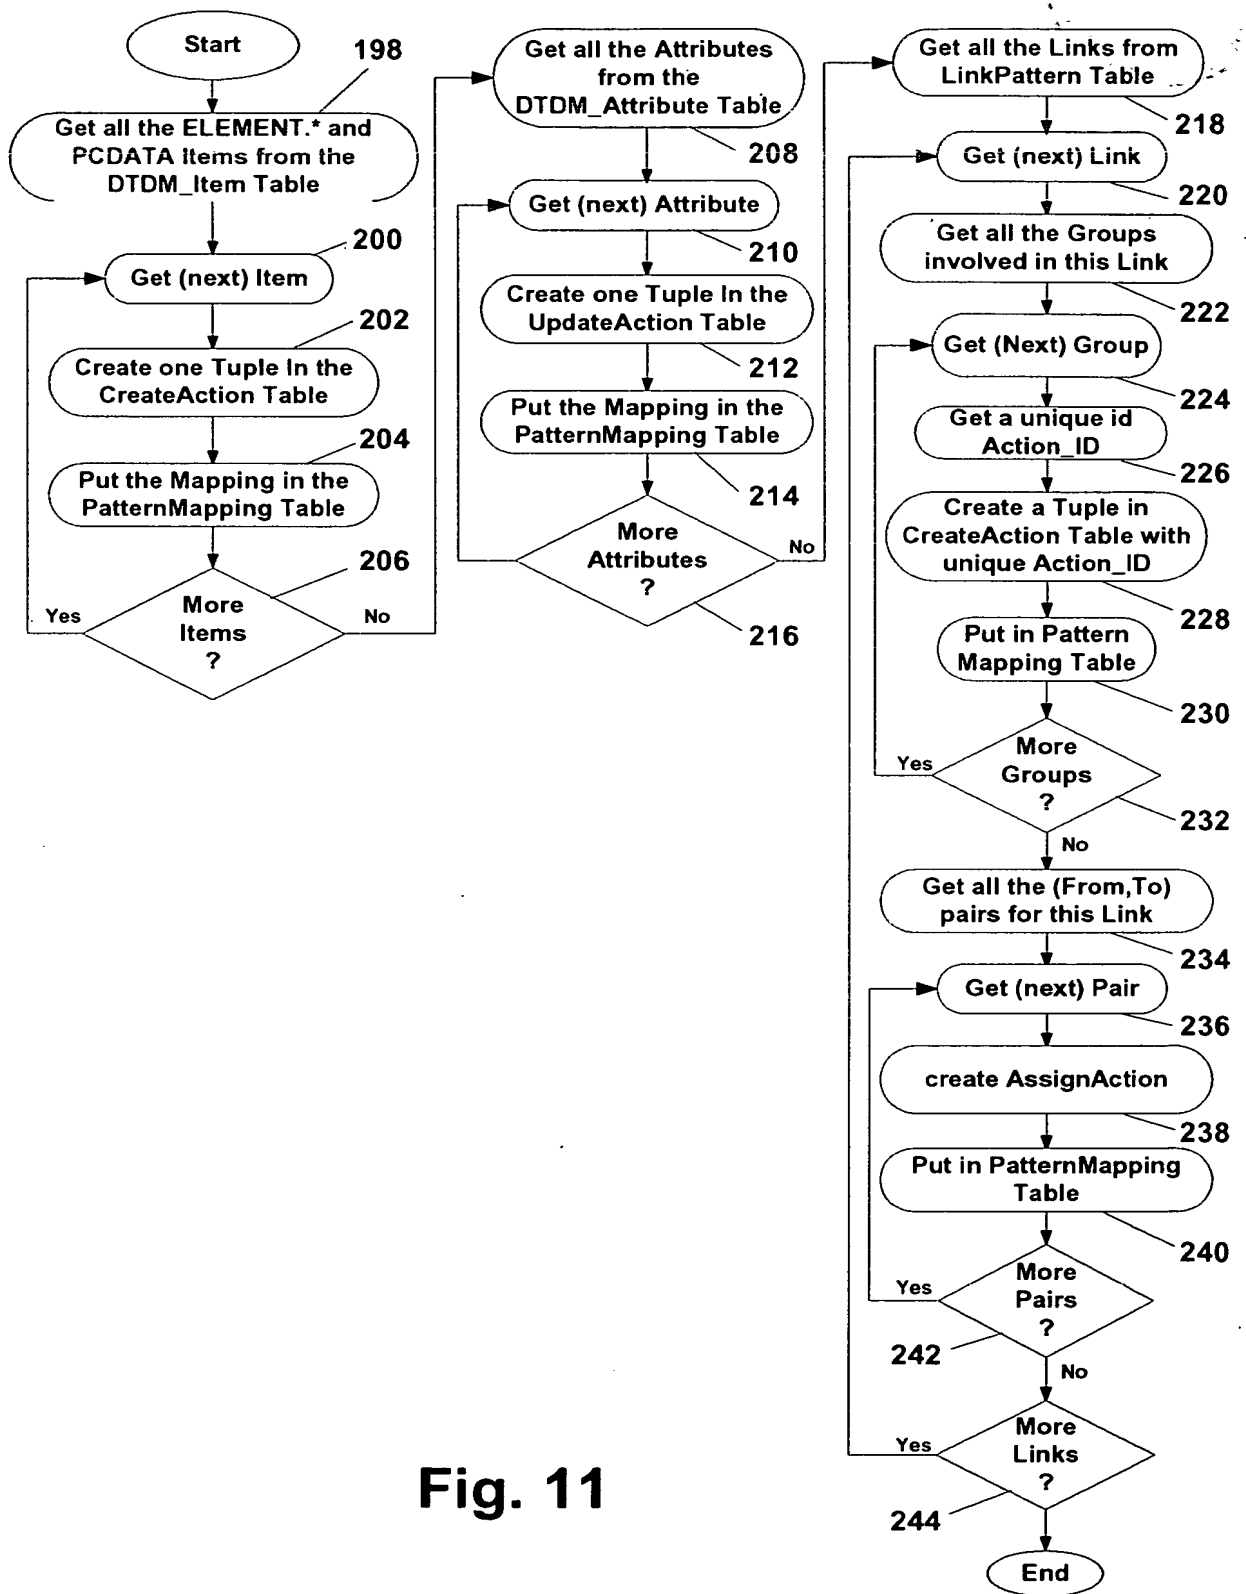 Start
198
Get all the ELEMENT.* and
PCDATA Items from the
DTDM_Item Table
200
Get (next) Item
202
Create one Tuple In the
CreateAction Table
204
Put the Mapping in the
PatternMapping Table
206
More
Items
?
Yes
No
Get all the Attributes
from the
DTDM_Attribute Table
208
Get (next) Attribute
210
Create one Tuple In the
UpdateAction Table
212
Put the Mapping in the
PatternMapping Table
214
More
Attributes
?
No
216
Get all the Links from
LinkPattern Table
218
Get (next) Link
220
Get all the Groups
involved in this Link
222
Get (Next) Group
224
Get a unique id
Action_ID
226
Create a Tuple in
CreateAction Table with
unique Action_ID
228
Put in Pattern
Mapping Table
230
More
Groups
?
Yes
232
No
Get all the (From,To)
pairs for this Link
234
Get (next) Pair
236
create AssignAction
238
Put in PatternMapping
Table
240
More
Pairs
?
Yes
242
No
More
Links
?
Yes
244
End
Fig. 11